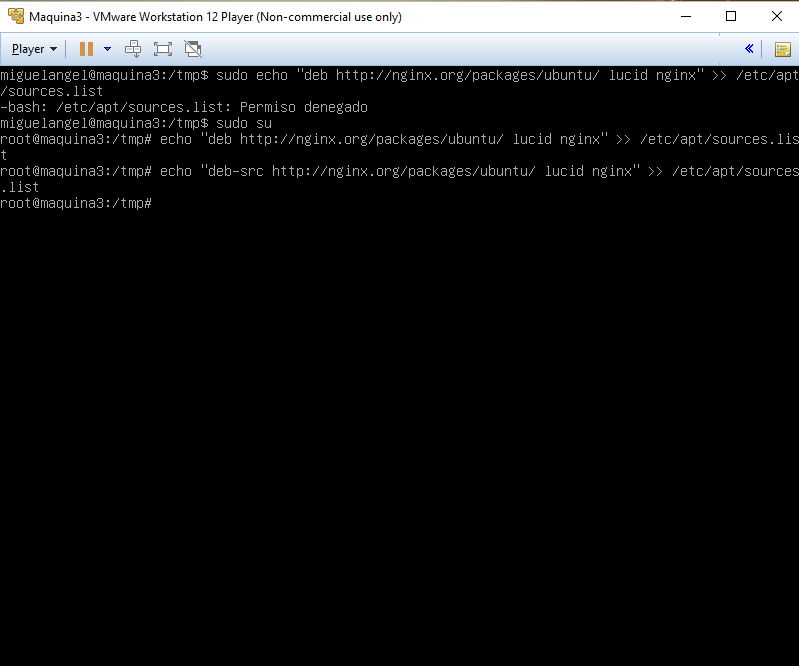 Maquina3 - VMware Workstation 12 Player (Non-commercial use only)
Player
miguelangel@maquina3:/tmp$ sudo echo "deb http://nginx.org/packages/ubuntu/ lucid nginx" >> /etc/apt
/sources.list
-bash: /etc/apt/sources.list: Permiso denegado
miguelangel@maquina3:/tmp$ sudo su
root@maquina3:/tmp# echo "deb http://nginx.org/packages/ubuntu/ lucid nginx" >> /etc/apt/sources.lis
t
root@maquina3:/tmp# echo "deb-src http://nginx.org/packages/ubuntu/ lucid nginx" >> /etc/apt/sources
.list
root@maquina3:/tmp#